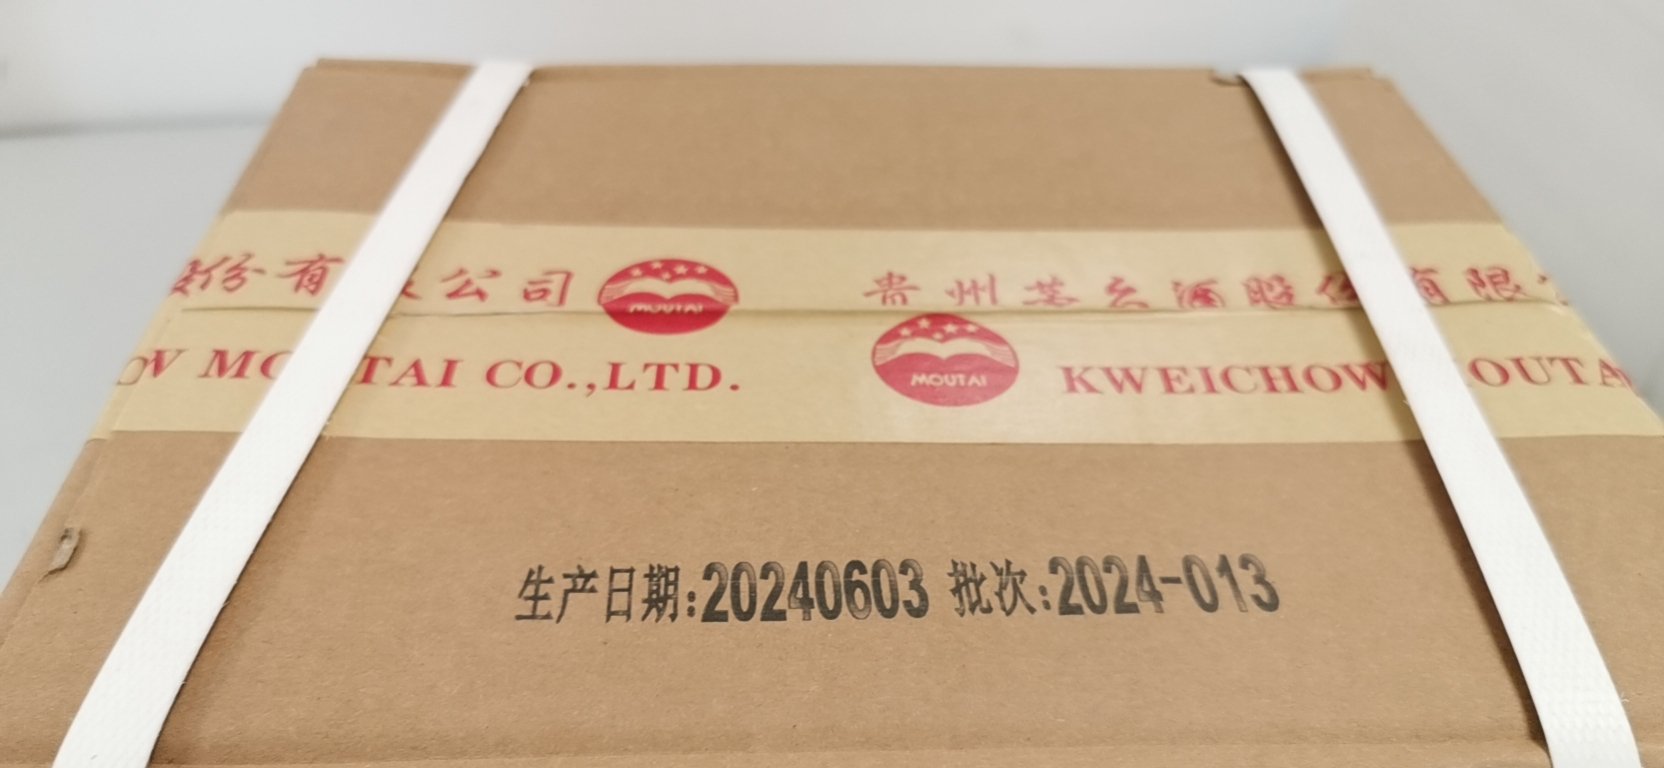 股份有限公司
贵州茅台酒股份有限
MOUTAI
MOUTAI
CO.,LTD.
KWEICHOW
生产日期:20240603 批次:2024-013